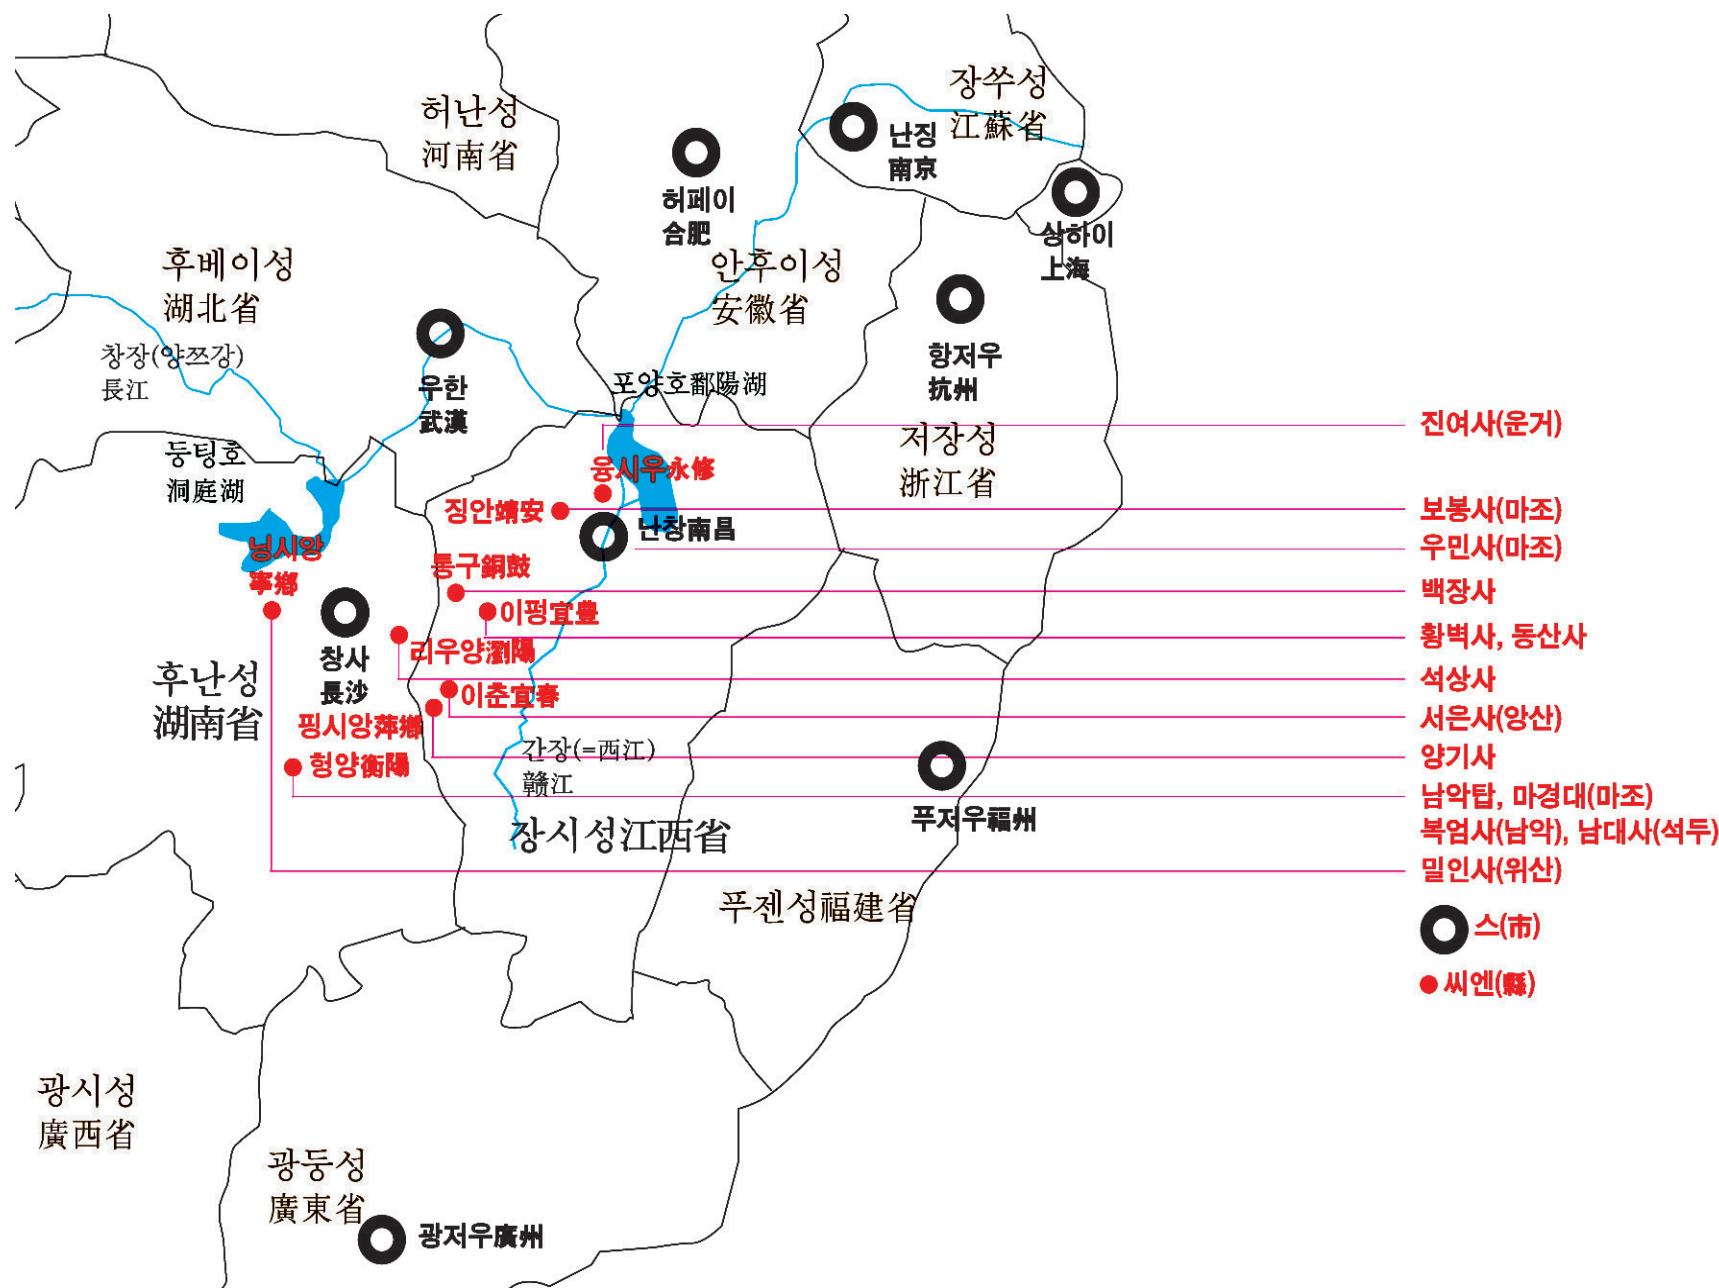 장쑤성
江蘇省
허난성
河南省
난징
南京
허페이
合肥
상하이
上海
후베이성
湖北省
안후이성
安徽省
창장(양쯔강)
長江
우한
武漢
항저우
抗州
포양호鄱陽湖
저장성
浙江省
둥팅호
洞庭湖
융시우永修
징안靖安
난창南昌
닝시앙
寧鄕
통구銅鼓
이펑宜豊
창사
長沙
리우양瀏陽
후난성
湖南省
이춘宜春
핑시앙萍鄕
헝양衡陽
간장(=西江)
贛江
장시성江西省
푸저우福州
푸젠성福建省
광시성
廣西省
광둥성
廣東省
광저우廣州
진여사(운거)
보봉사(마조)
우민사(마조)
백장사
황벽사, 동산사
석상사
서은사(앙산)
양기사
남악탑, 마경대(마조)
복엄사(남악), 남대사(석두)
밀인사(위산)
스(市)
씨엔(縣)